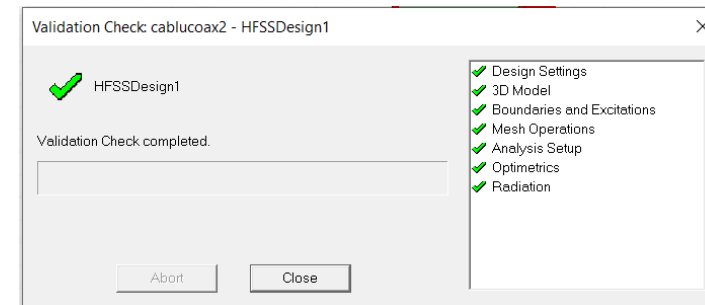 Validation Check: cablucoax2 - HFSSDesign1
HFSSDesign1
Validation Check completed.
Design Settings
3D Model
Boundaries and Excitations
Mesh Operations
Analysis Setup
Optimetrics
Radiation
Abort
Close